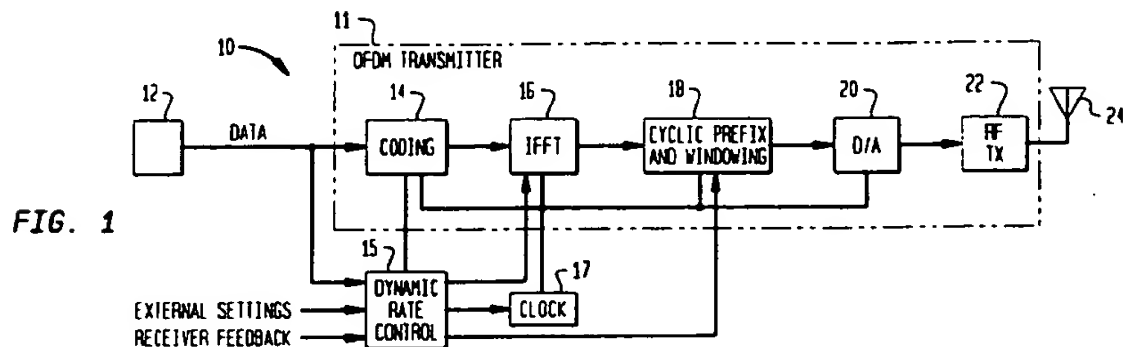 11
OFDM TRANSMITTER
10
12
14
16
18
20
22
24
DATA
CODING
IFFT
CYCLIC PREFIX
AND WINDOWING
D/A
RF
TX
FIG. 1
15
17
DYNAMIC
RATE
CONTROL
CLOCK
EXTERNAL SETTINGS
RECEIVER FEEDBACK